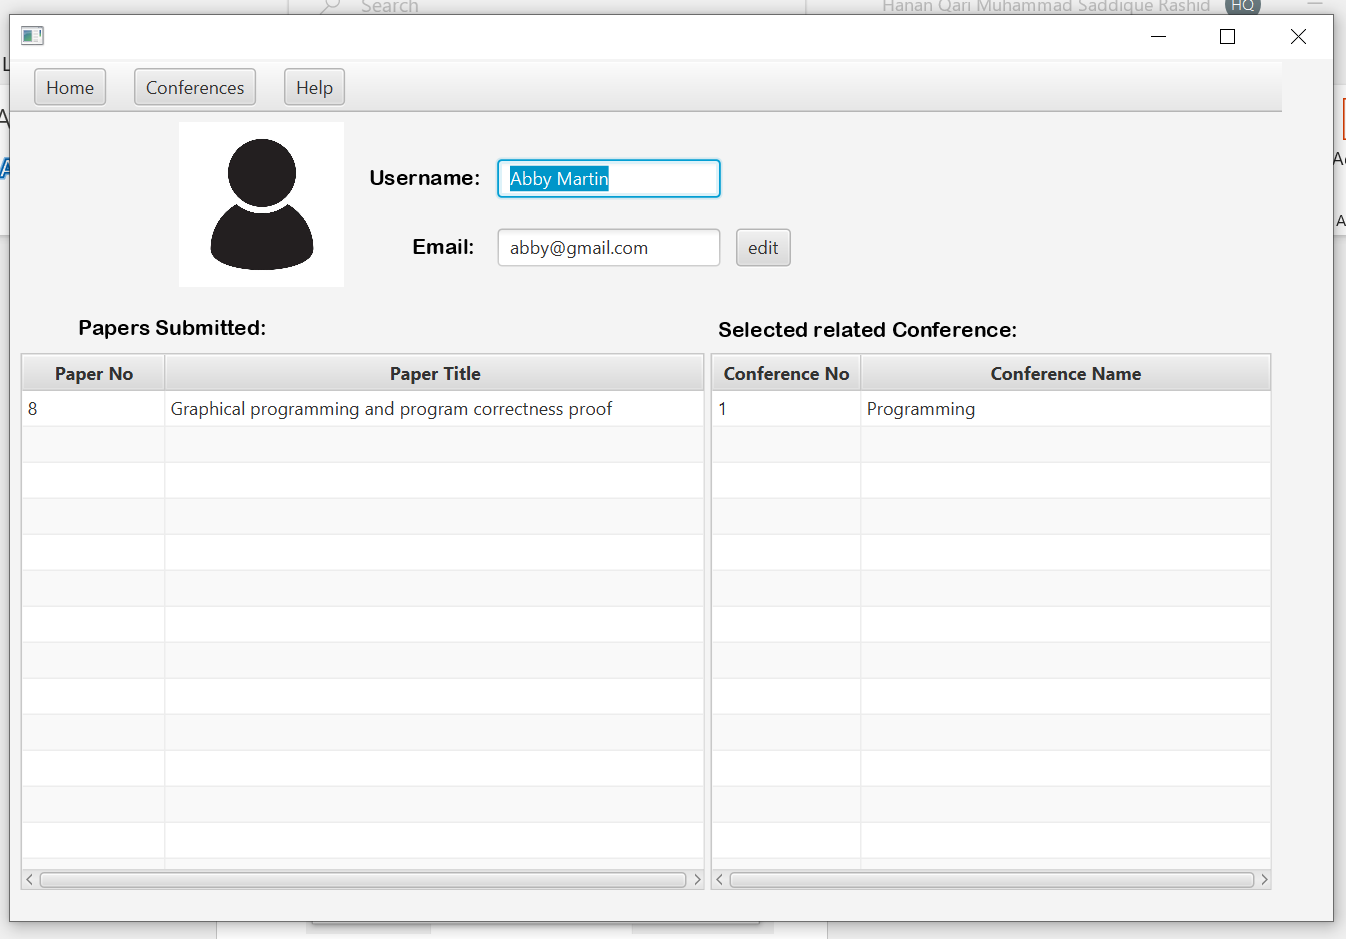 Search
Hanan Qari Muhammad Saddique Rashid HQ
Home Conferences Help
Username: Abby Martin
Email: abby@gmail.com edit
Papers Submitted:
Selected related Conference:
Paper No Paper Title
Conference No Conference Name
8 Graphical programming and program correctness proof
1 Programming